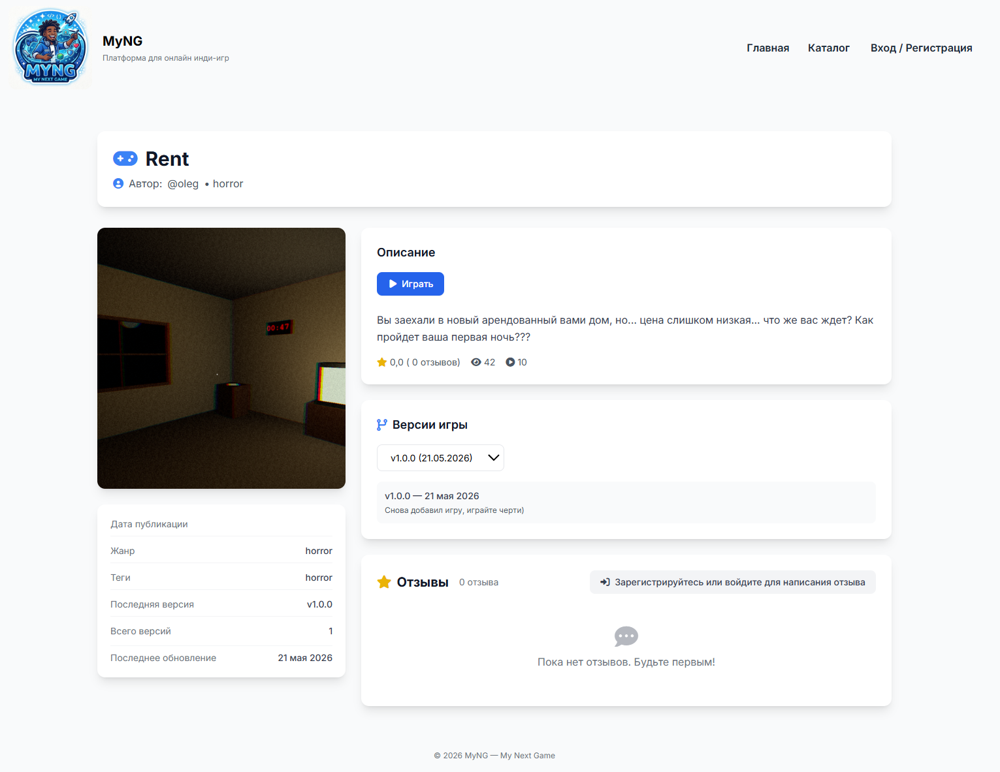 MYNG
MY NEXT GAME
MyNG
Платформа для онлайн инди-игр
Главная
Каталог
Вход / Регистрация
Rent
Автор: @oleg • horror
00:47
Дата публикации
Жанр horror
Теги horror
Последняя версия v1.0.0
Всего версий 1
Последнее обновление 21 мая 2026
Описание
Играть
Вы заехали в новый арендованный вами дом, но... цена слишком низкая... что же вас ждет? Как
пройдет ваша первая ночь???
0,0 ( 0 отзывов) 42 10
Версии игры
v1.0.0 (21.05.2026)
v1.0.0 — 21 мая 2026
Снова добавил игру, играйте черти)
Отзывы 0 отзыва
Зарегистрируйтесь или войдите для написания отзыва
Пока нет отзывов. Будьте первым!
© 2026 MyNG — My Next Game